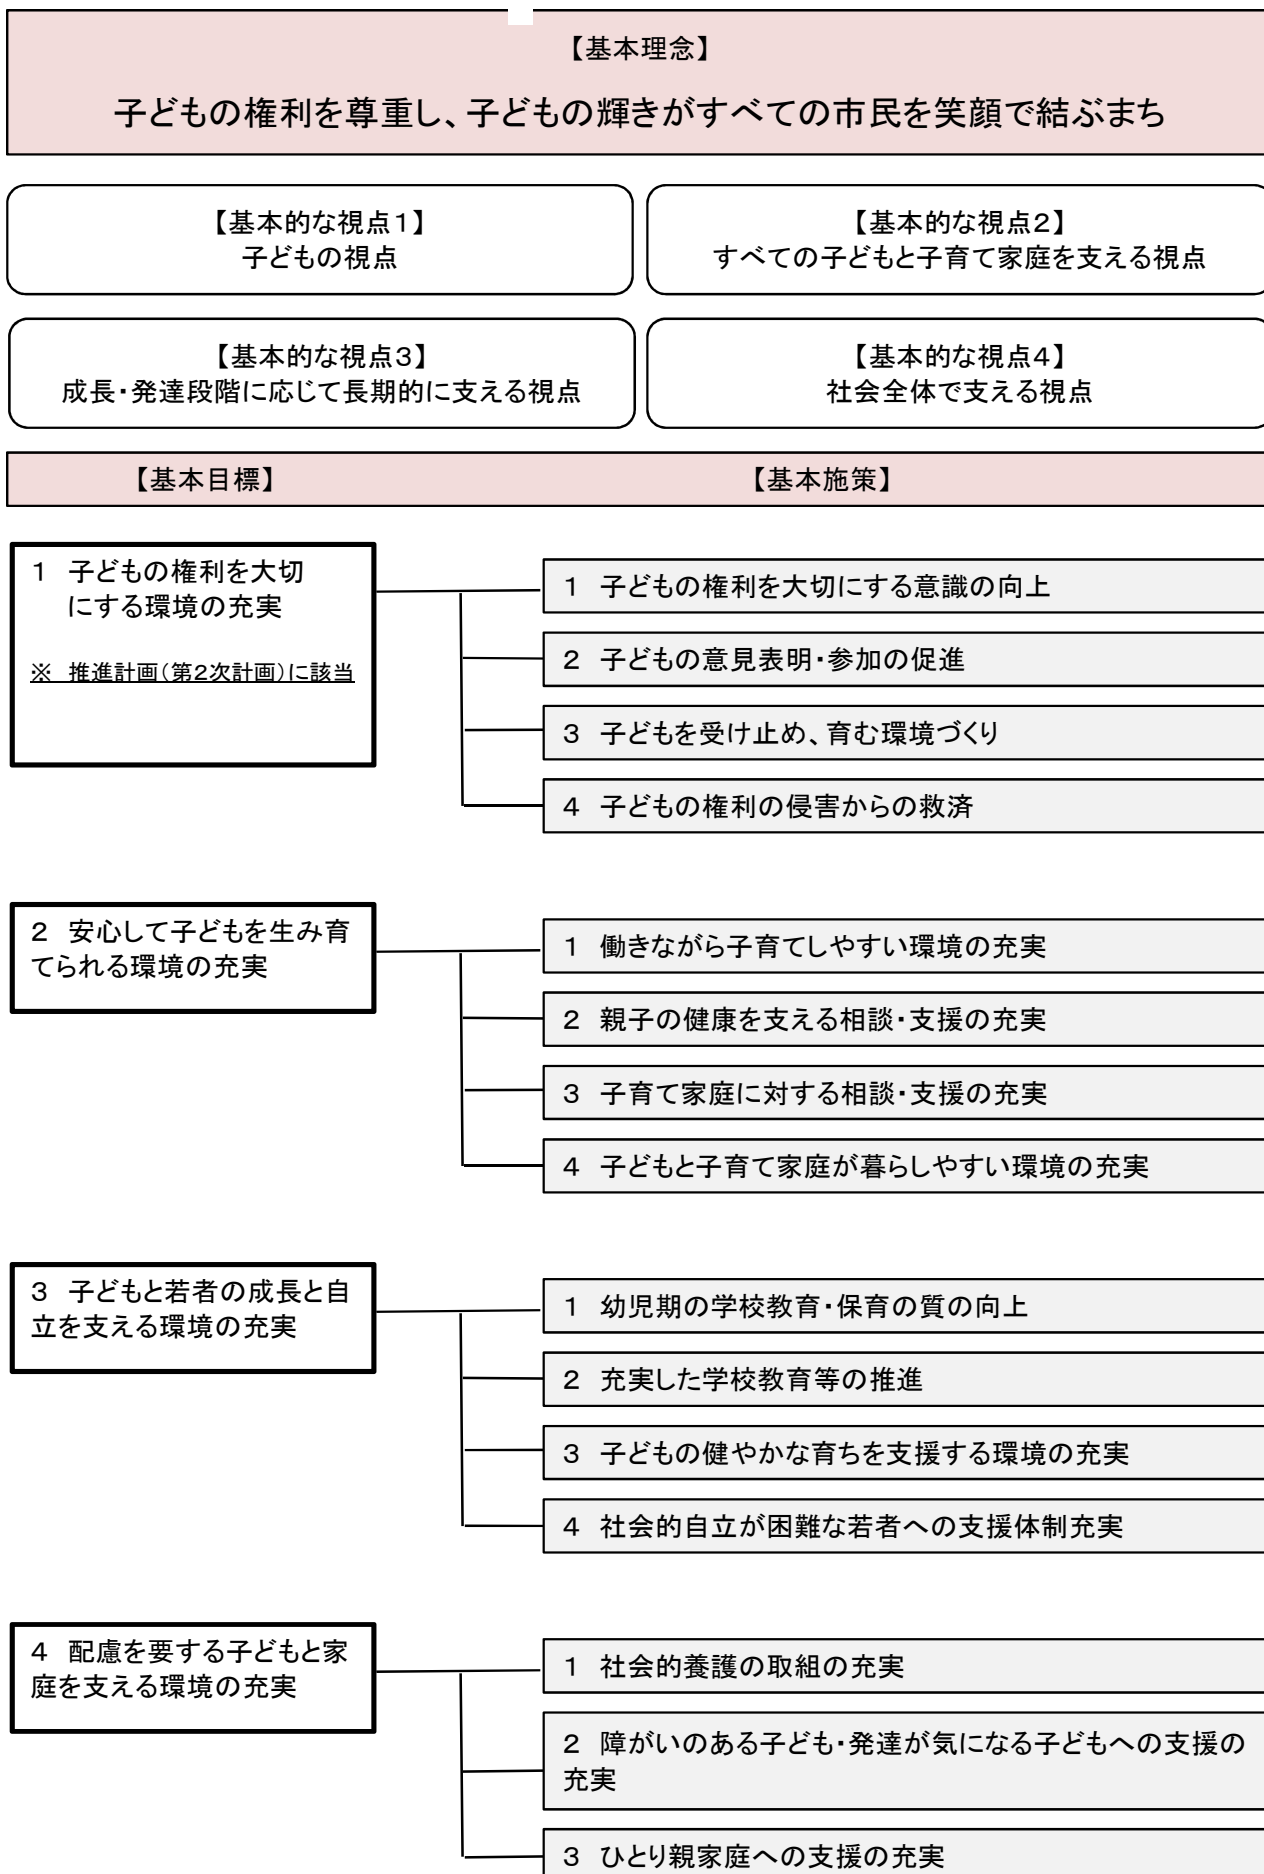 【基本理念】
子どもの権利を尊重し、子どもの輝きがすべての市民を笑顔で結ぶまち
【基本的な視点１】
子どもの視点
【基本的な視点２】
すべての子どもと子育て家庭を支える視点
【基本的な視点３】
成長・発達段階に応じて長期的に支える視点
【基本的な視点４】
社会全体で支える視点
【基本目標】
【基本施策】
１　子どもの権利を大切
にする環境の充実
※　推進計画（第２次計画）に該当
１　子どもの権利を大切にする意識の向上
２　子どもの意見表明・参加の促進
３　子どもを受け止め、育む環境づくり
４　子どもの権利の侵害からの救済
２　安心して子どもを生み育
てられる環境の充実
１　働きながら子育てしやすい環境の充実
２　親子の健康を支える相談・支援の充実
３　子育て家庭に対する相談・支援の充実
４　子どもと子育て家庭が暮らしやすい環境の充実
３　子どもと若者の成長と自
立を支える環境の充実
１　幼児期の学校教育・保育の質の向上
２　充実した学校教育等の推進
３　子どもの健やかな育ちを支援する環境の充実
４　社会的自立が困難な若者への支援体制充実
４　配慮を要する子どもと家
庭を支える環境の充実
１　社会的養護の取組の充実
２　障がいのある子ども・発達が気になる子どもへの支援の
充実
３　ひとり親家庭への支援の充実